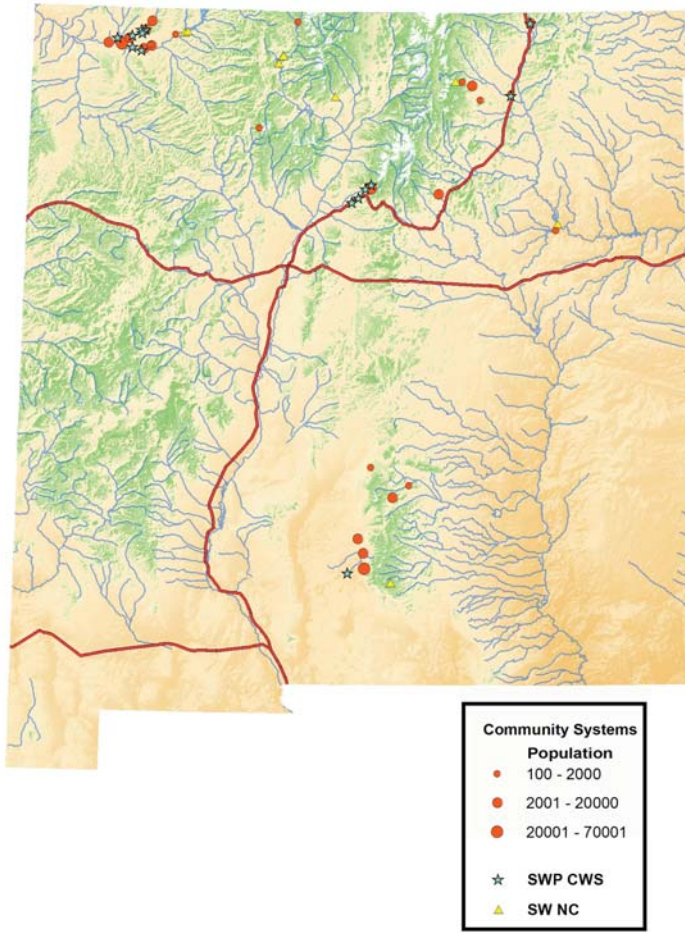 Community Systems
Population
100 - 2000
2001 - 20000
20001 - 70001
SWP CWS
SW NC